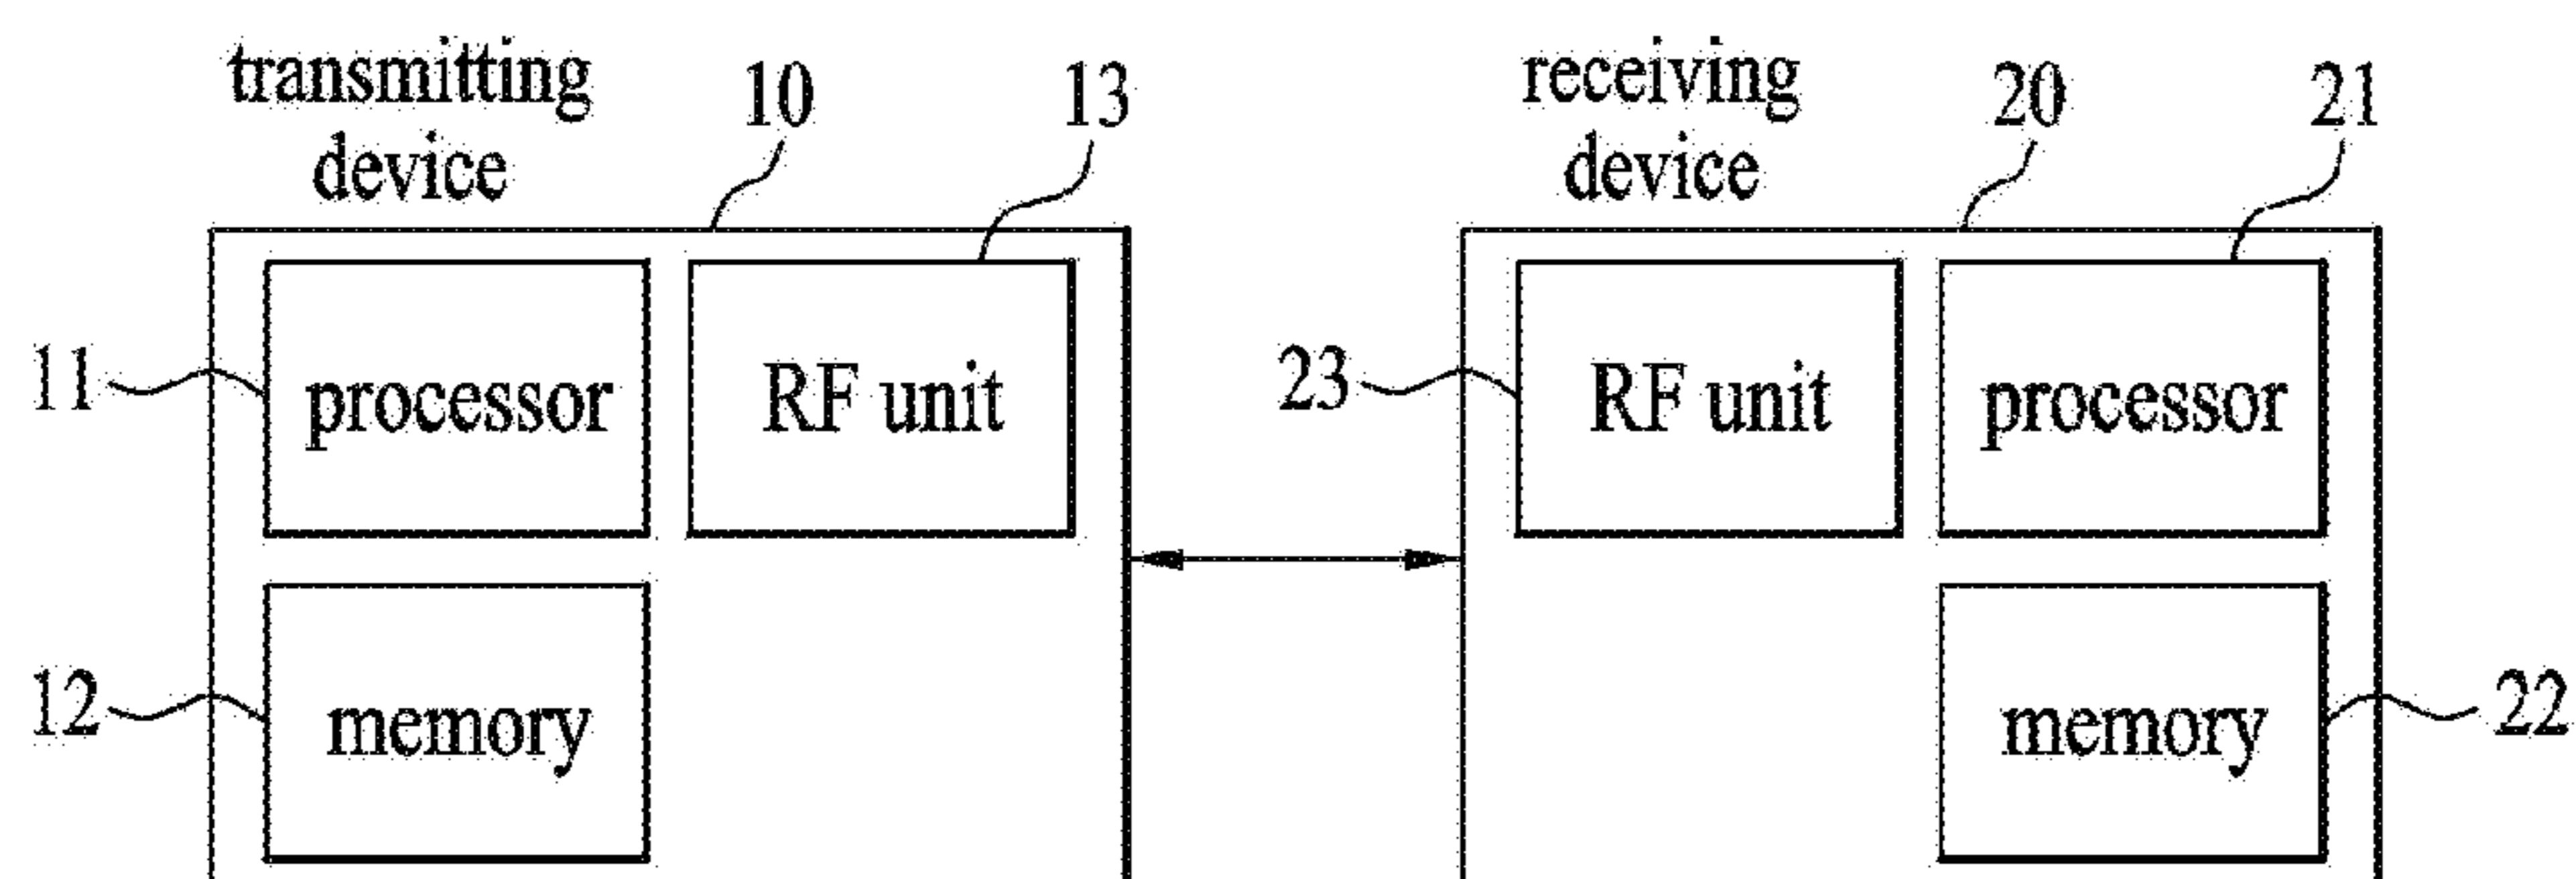 transmitting
device
10
13
receiving
device
20
21
11
processor
RF unit
23
RF unit
processor
12
memory
memory
22